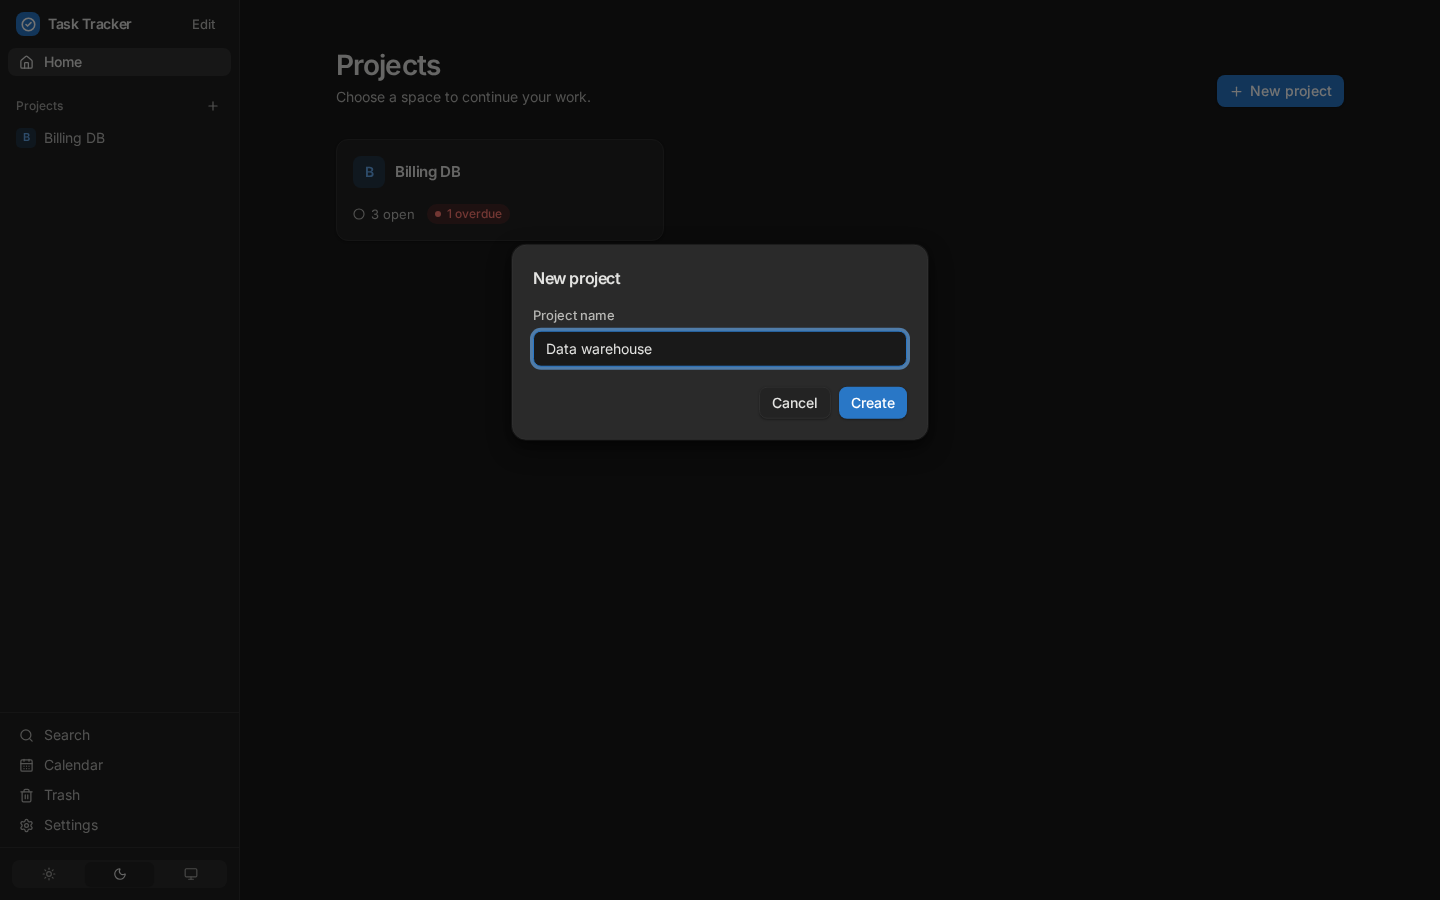 Task Tracker
Edit
Home
Projects
B Billing DB
Search
Calendar
Trash
Settings
Projects
Choose a space to continue your work.
New project
B Billing DB
3 open
1 overdue
New project
Project name
Data warehouse
Cancel
Create